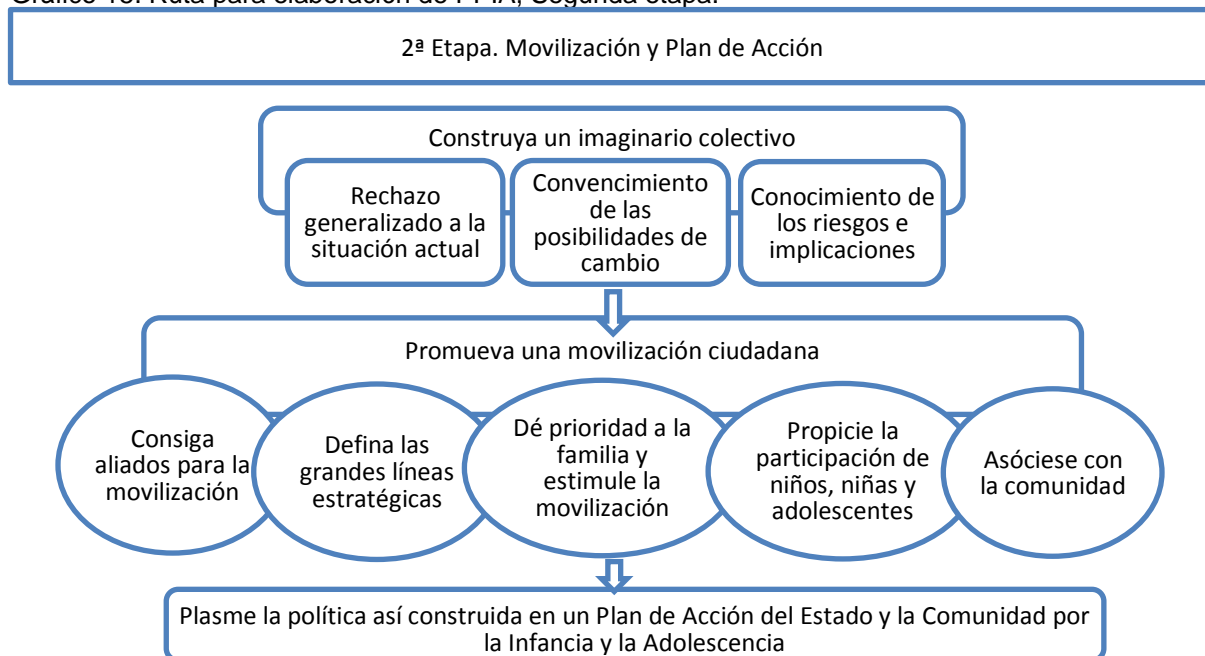 2ª Etapa. Movilización y Plan de Acción
Construya un imaginario colectivo
Rechazo
generalizado a la
situación actual
Convencimiento
de las
posibilidades de
cambio
Conocimiento de
los riesgos e
implicaciones
Promueva una movilización ciudadana
Consiga
aliados para la
movilización
Defina las
grandes líneas
estratégicas
Dé prioridad a la
familia y
estimule la
movilización
Propicie la
participación de
niños, niñas y
adolescentes
Asóciese con
la comunidad
Plasme la política así construida en un Plan de Acción del Estado y la Comunidad por
la Infancia y la Adolescencia